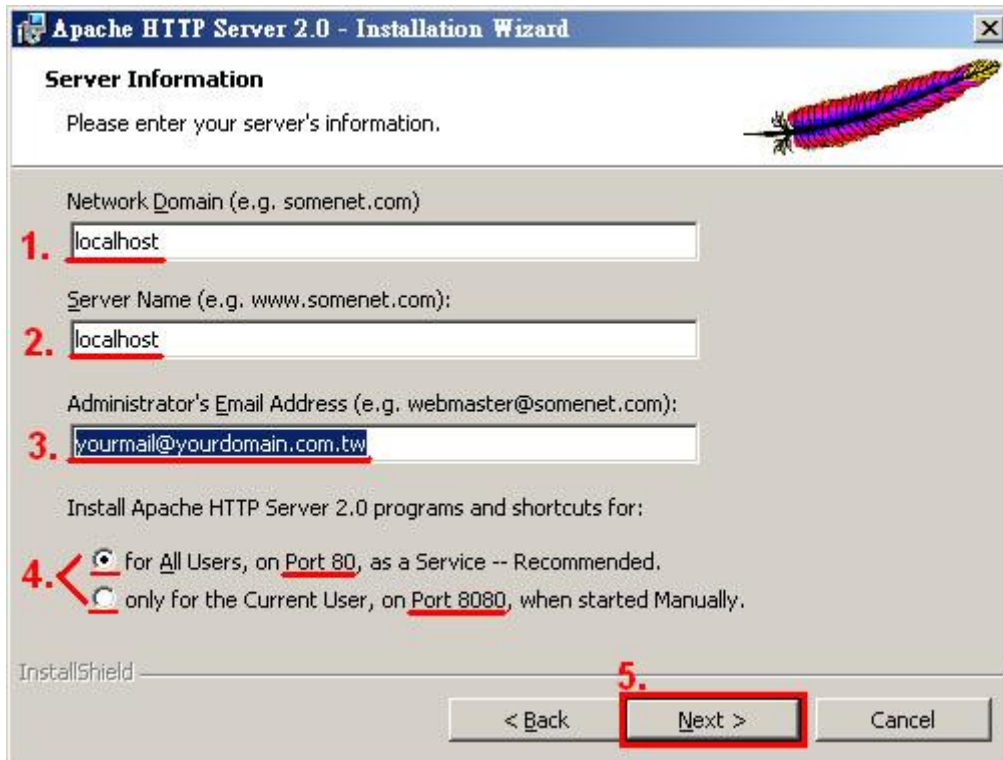 Apache HTTP Server 2.0 - Installation Wizard
Server Information
Please enter your server's information.
Network Domain (e.g. somenet.com)
1. localhost
Server Name (e.g. www.somenet.com):
2. localhost
Administrator's Email Address (e.g. webmaster@somenet.com):
3. yourmail@yourdomain.com.tw
Install Apache HTTP Server 2.0 programs and shortcuts for:
4.
for All Users, on Port 80, as a Service -- Recommended.
only for the Current User, on Port 8080, when started Manually.
InstallShield
5.
< Back Next > Cancel